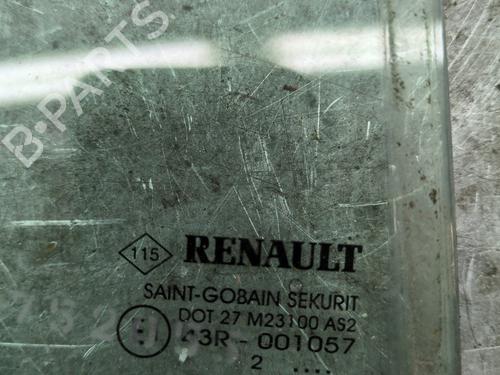 B-PARTS
115 RENAULT
SAINT-GOBAIN SEKURIT
DOT 27 M23100 AS2
43R - 001057
2 ....